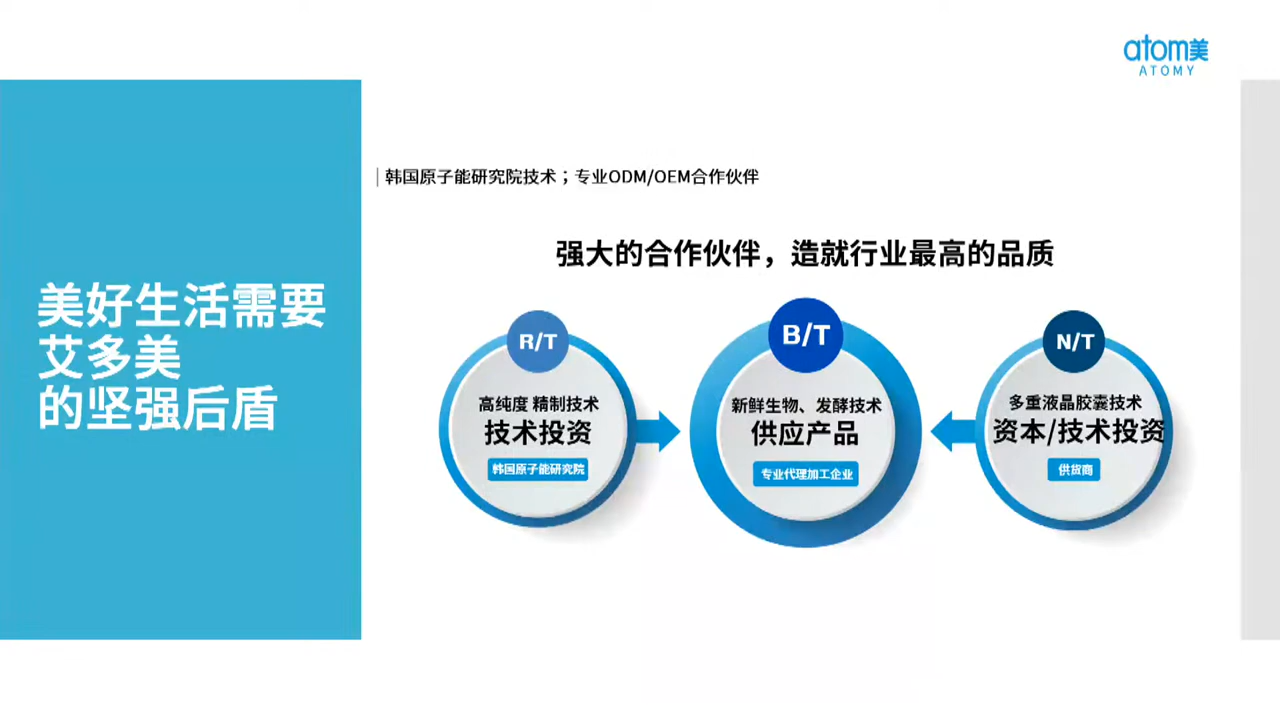 atom美
ATOMY
韩国原子能研究院技术；专业ODM/OEM合作伙伴
强大的合作伙伴，造就行业最高的品质
美好生活需要
艾多美
的坚强后盾
R/T
高纯度 精制技术
技术投资
韩国原子能研究院
B/T
新鲜生物、发酵技术
供应产品
专业代理加工企业
N/T
多重液晶胶囊技术
资本/技术投资
供货商